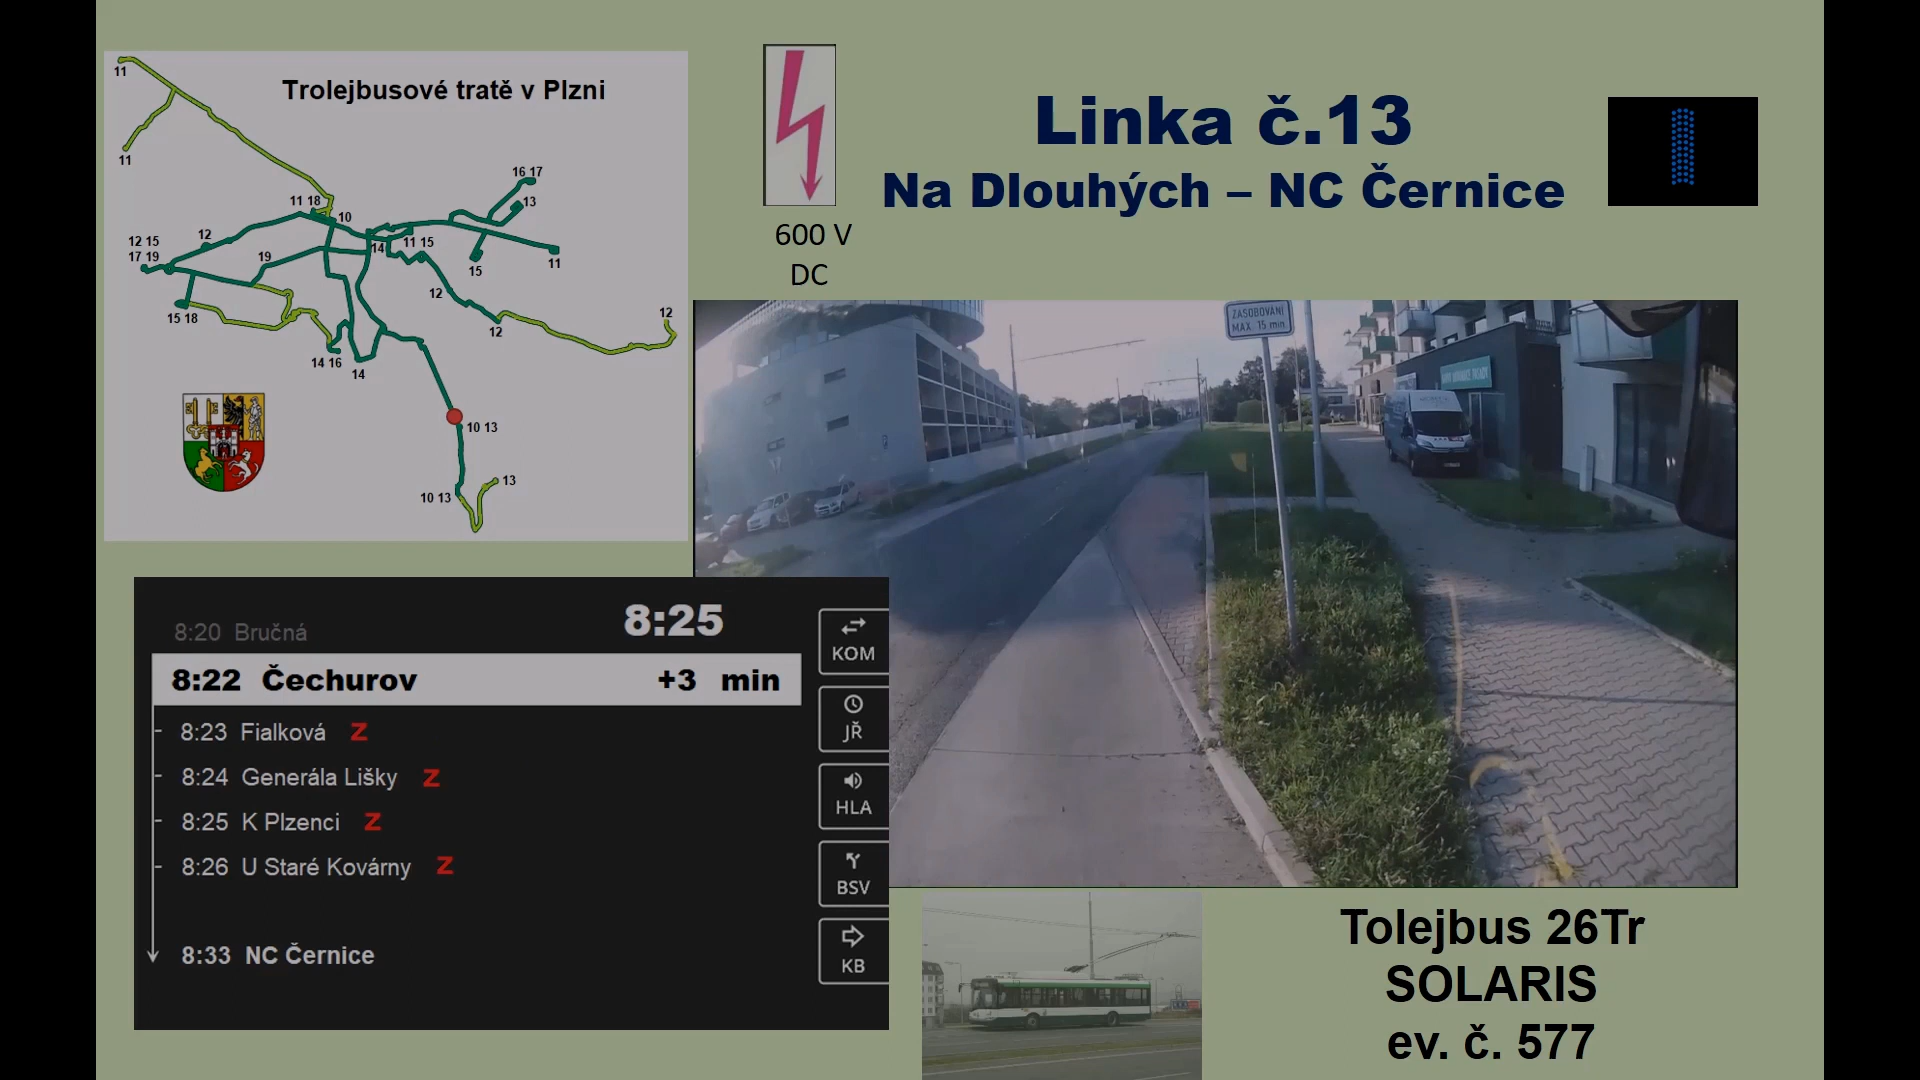 Trolejbusové tratě v Plzni
11
11
16 17
13
11 18
10
12
12 15
17 19
19
14
11 15
15
11
12
15 18
12
12
14 16
14
10 13
10 13
13
600 V
DC
Linka č.13
Na Dlouhých – NC Černice
ZÁSOBOVÁNÍ
MAX. 15 min.
8:20 Bručná
8:25
8:22 Čechurov +3 min
8:23 Fialková Z
8:24 Generála Lišky Z
8:25 K Plzenci Z
8:26 U Staré Kovárny Z
8:33 NC Černice
KOM
JŘ
HLA
BSV
KB
Tolejbus 26Tr
SOLARIS
ev. č. 577